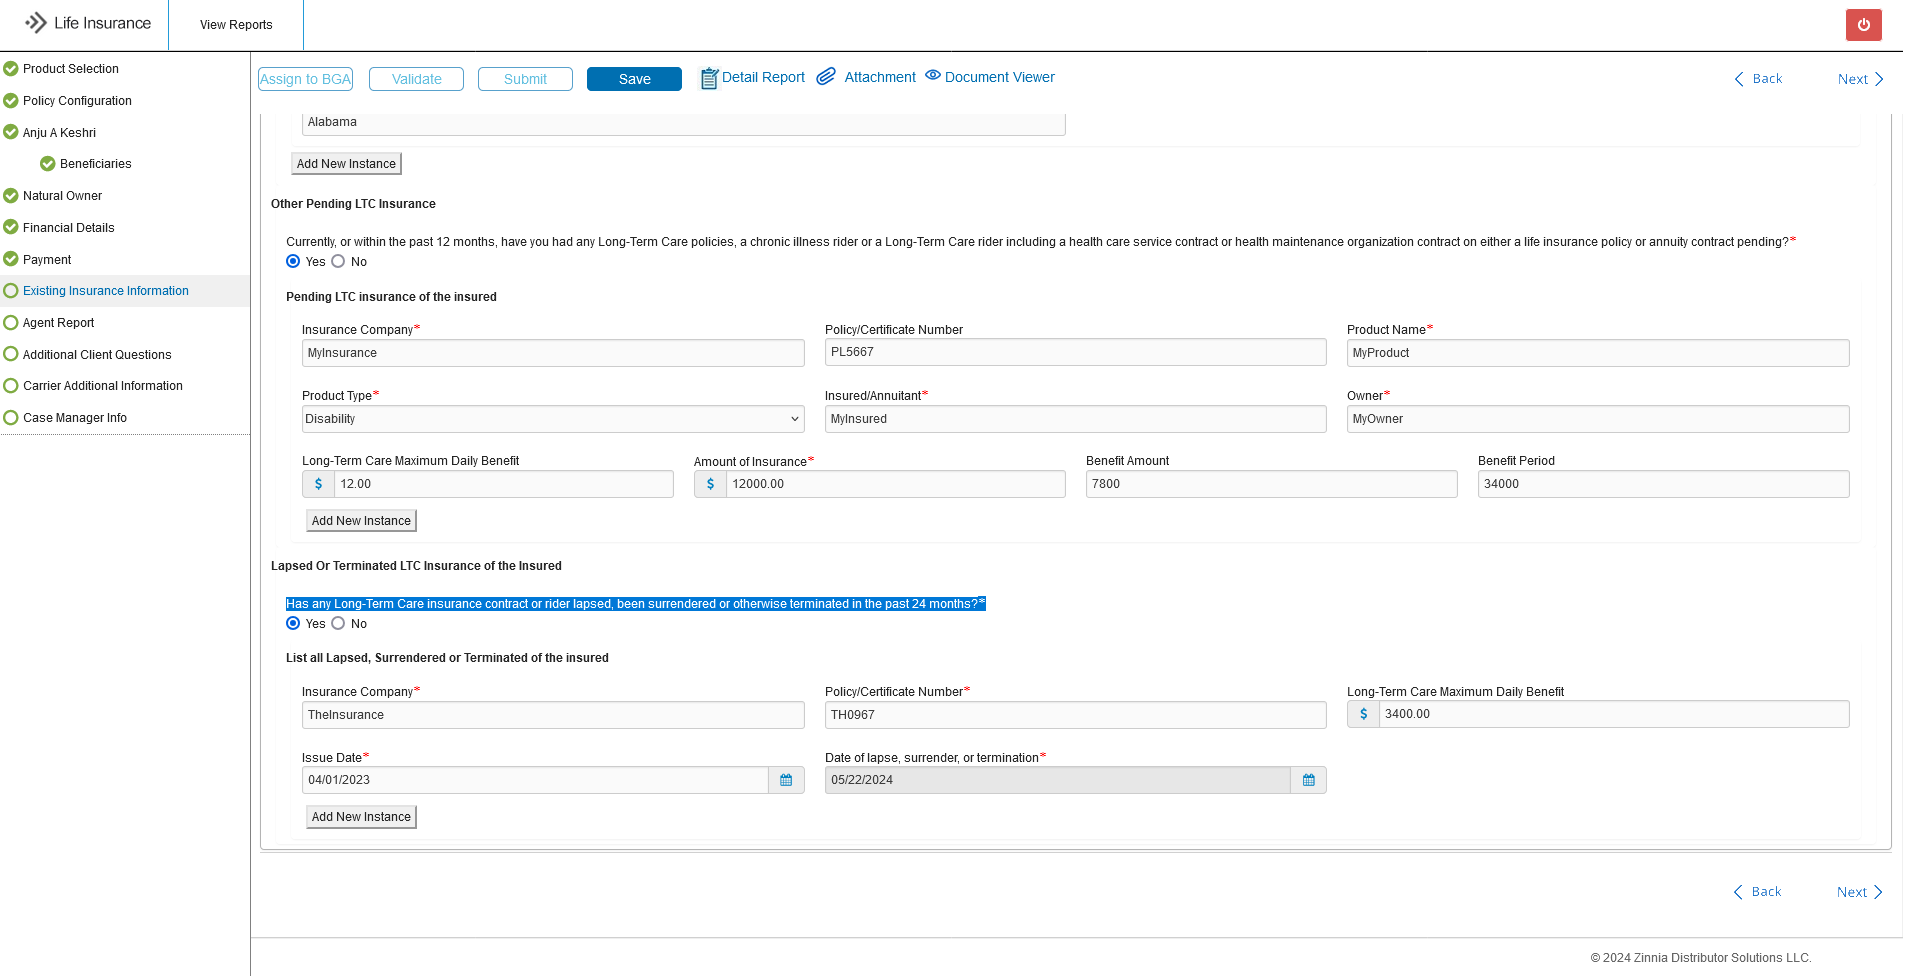 Life Insurance
View Reports
Product Selection
Policy Configuration
Anju A Keshri
Beneficiaries
Natural Owner
Financial Details
Payment
Existing Insurance Information
Agent Report
Additional Client Questions
Carrier Additional Information
Case Manager Info
Assign to BGA Validate Submit Save Detail Report Attachment Document Viewer Back Next
Alabama
Add New Instance
Other Pending LTC Insurance
Currently, or within the past 12 months, have you had any Long-Term Care policies, a chronic illness rider or a Long-Term Care rider including a health care service contract or health maintenance organization contract on either a life insurance policy or annuity contract pending?*
Yes No
Pending LTC insurance of the insured
Insurance Company* Policy/Certificate Number Product Name*
MyInsurance PL5667 MyProduct
Product Type* Insured/Annuitant* Owner*
Disability MyInsured MyOwner
Long-Term Care Maximum Daily Benefit Amount of Insurance* Benefit Amount Benefit Period
$ 12.00 $ 12000.00 7800 34000
Add New Instance
Lapsed Or Terminated LTC Insurance of the Insured
Has any Long-Term Care insurance contract or rider lapsed, been surrendered or otherwise terminated in the past 24 months?*
Yes No
List all Lapsed, Surrendered or Terminated of the insured
Insurance Company* Policy/Certificate Number* Long-Term Care Maximum Daily Benefit
TheInsurance TH0967 $ 3400.00
Issue Date* Date of lapse, surrender, or termination*
04/01/2023 05/22/2024
Add New Instance
Back Next
© 2024 Zinnia Distributor Solutions LLC.